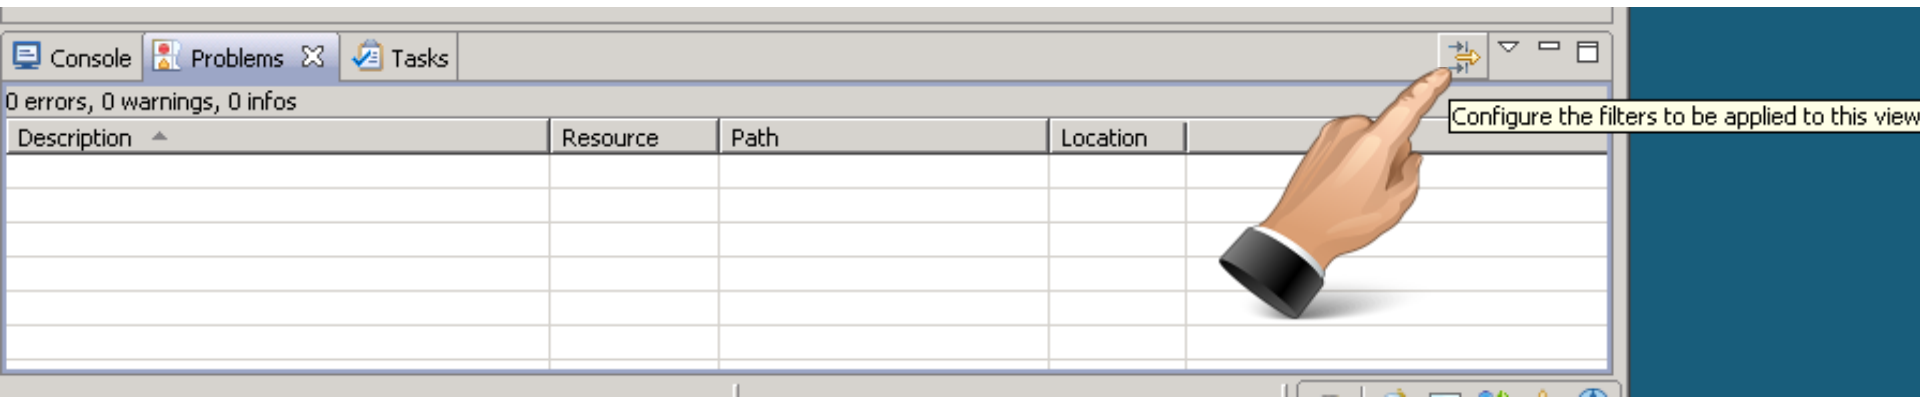 Console
Problems
Tasks
0 errors, 0 warnings, 0 infos
Configure the filters to be applied to this view
Description
Resource
Path
Location